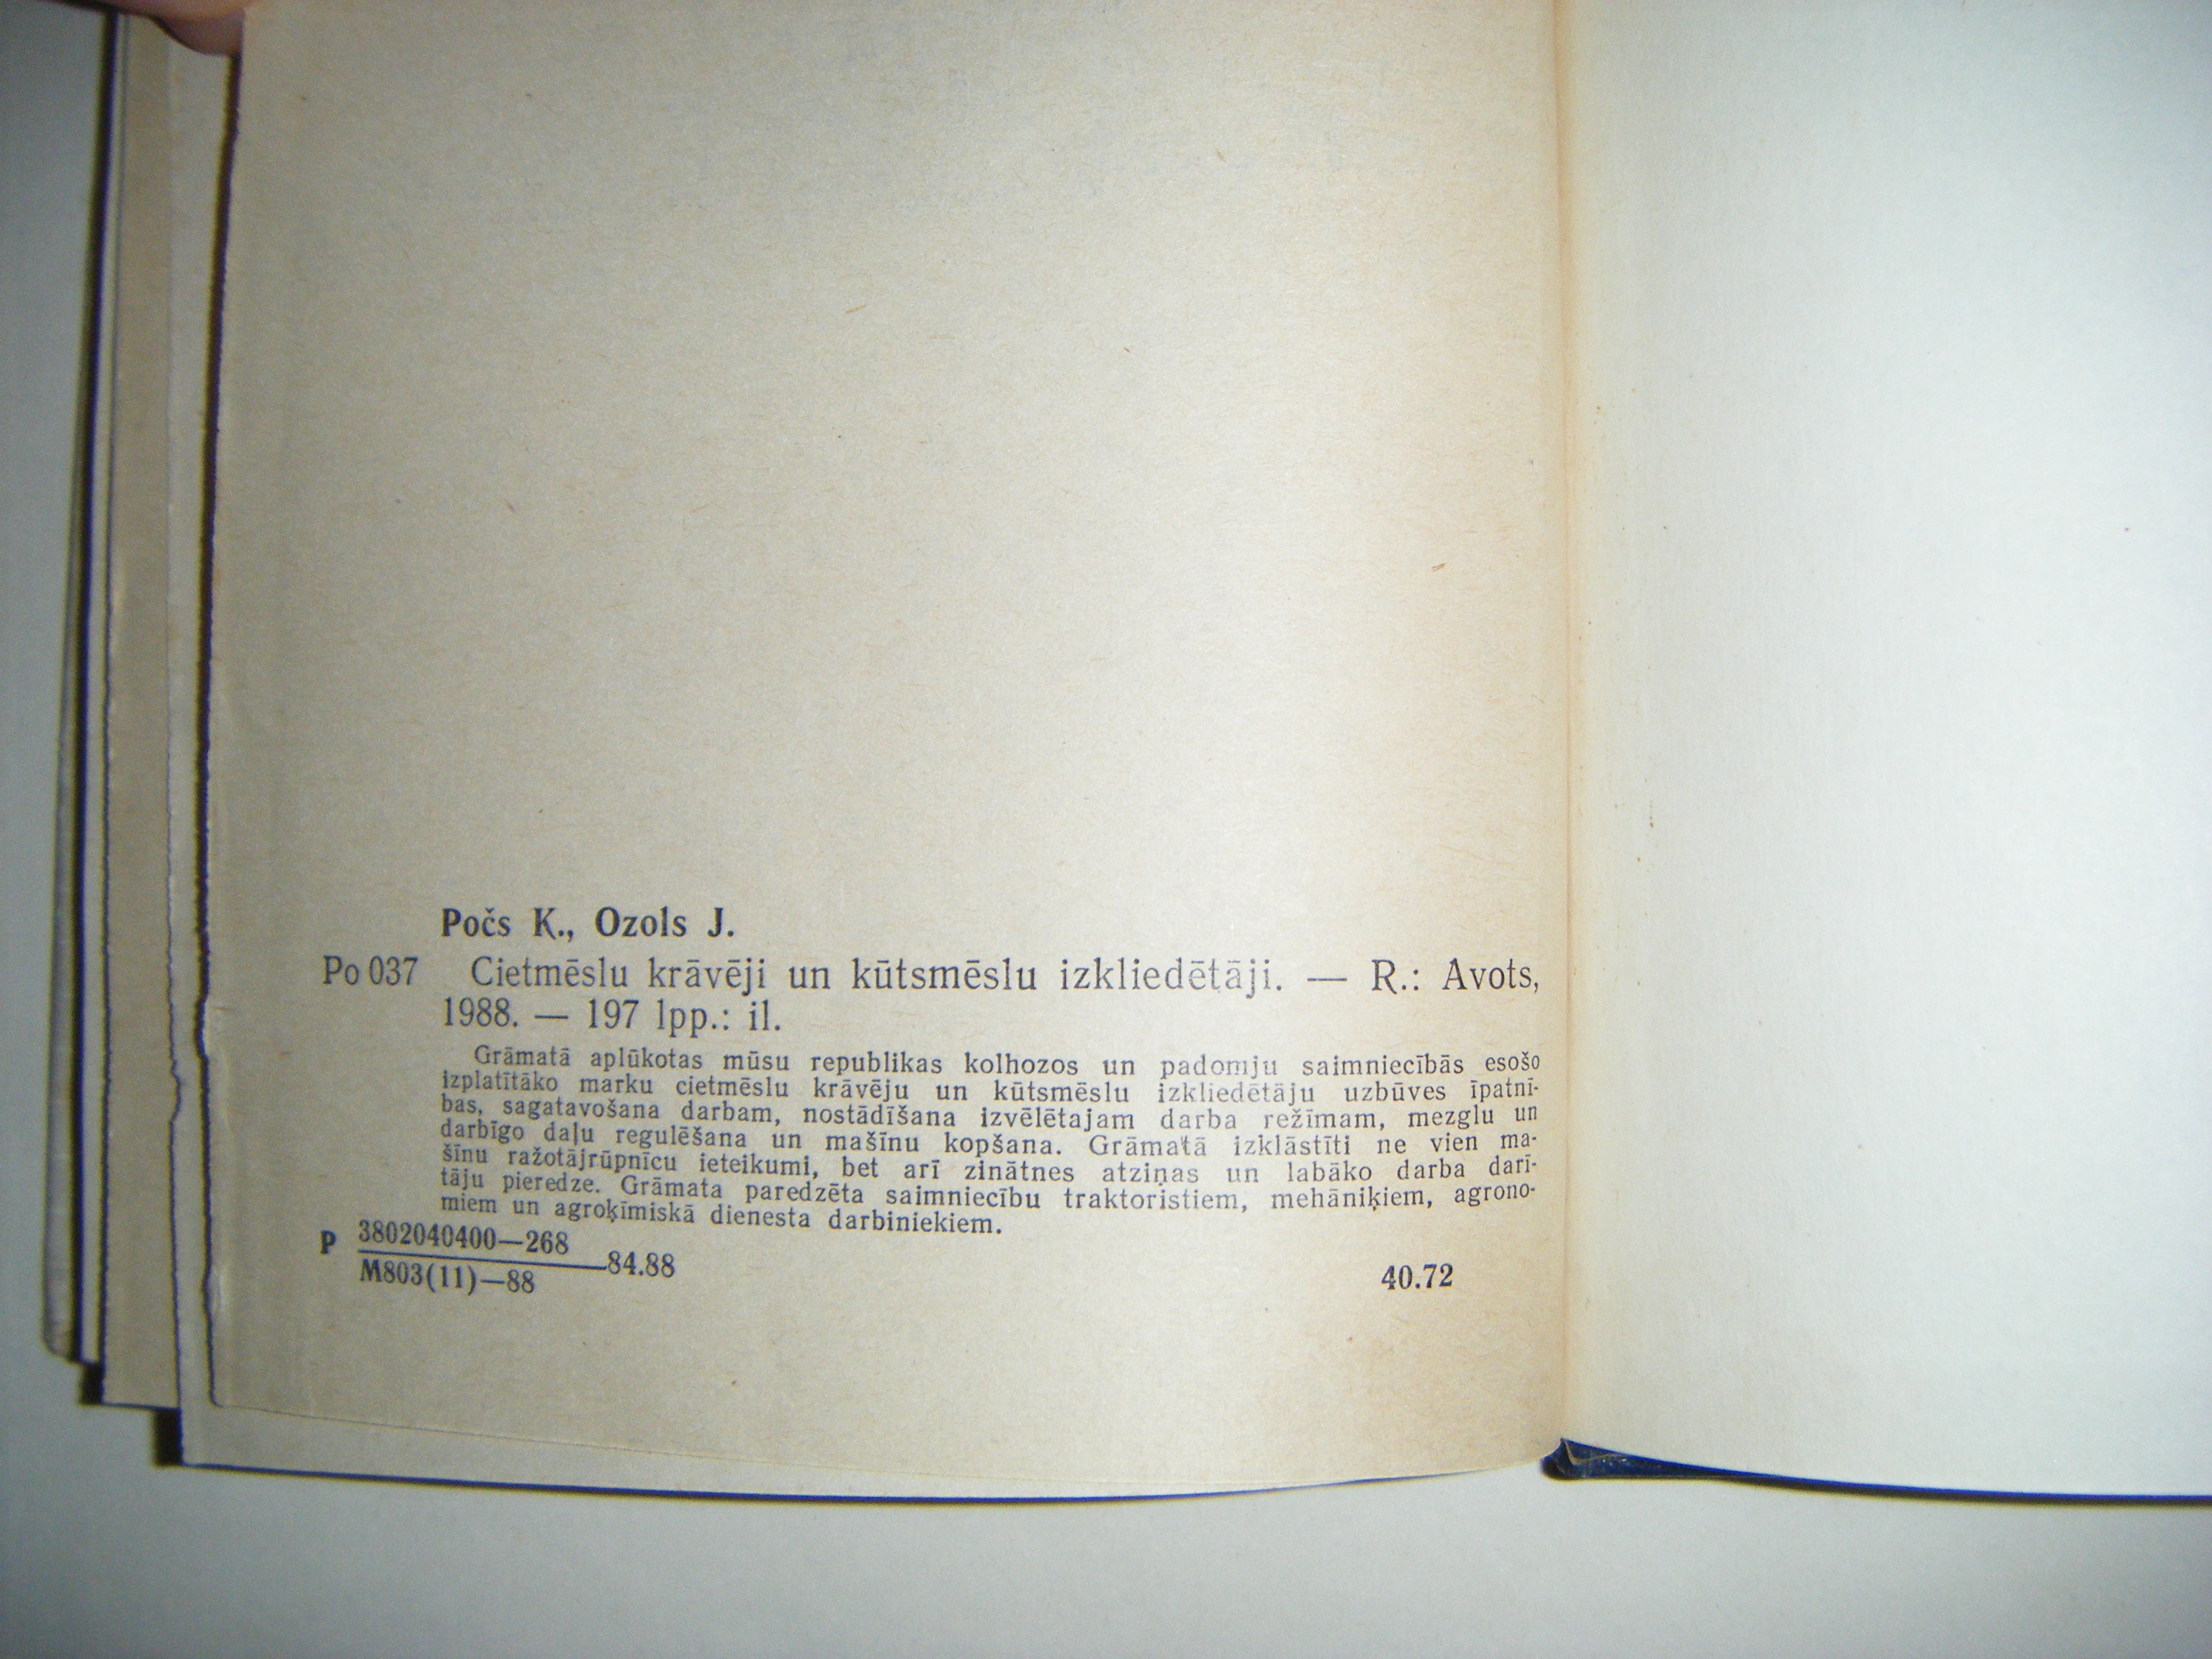 Počs K., Ozols J.
Po 037 Cietmēslu krāvēji un kūtsmēslu izkliedētāji. — R.: Avots,
1988. — 197 lpp.: il.
Grāmatā aplūkotas mūsu republikas kolhozos un padomju saimniecībās esošo
izplatītāko marku cietmēslu krāvēju un kūtsmēslu izkliedētāju uzbūves īpatnī-
bas, sagatavošana darbam, nostādīšana izvēlētajam darba režīmam, mezglu un
darbīgo daļu regulēšana un mašīnu kopšana. Grāmatā izklāstīti ne vien ma-
šīnu ražotājrūpnīcu ieteikumi, bet arī zinātnes atziņas un labāko darba darī-
tāju pieredze. Grāmata paredzēta saimniecību traktoristiem, mehāniķiem, agrono-
miem un agroķīmiskā dienesta darbiniekiem.
P 3802040400—268
M803(11)—88 —84.88
40.72